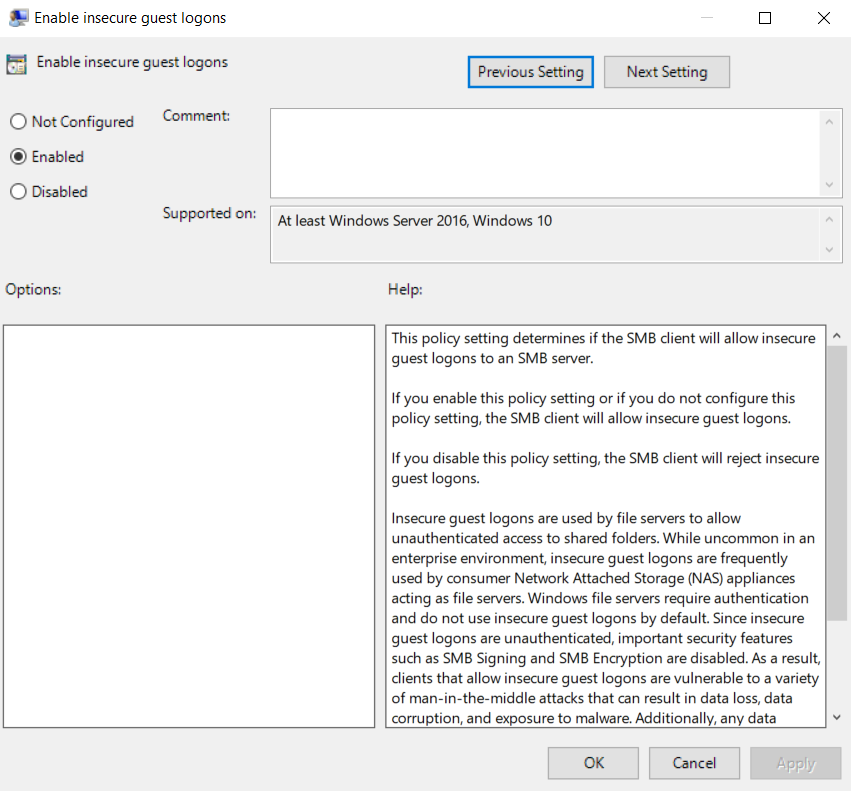 Enable insecure guest logons
Enable insecure guest logons
Previous Setting
Next Setting
Not Configured
Enabled
Disabled
Comment:
Supported on:
At least Windows Server 2016, Windows 10
Options:
Help:
This policy setting determines if the SMB client will allow insecure
guest logons to an SMB server.
If you enable this policy setting or if you do not configure this
policy setting, the SMB client will allow insecure guest logons.
If you disable this policy setting, the SMB client will reject insecure
guest logons.
Insecure guest logons are used by file servers to allow
unauthenticated access to shared folders. While uncommon in an
enterprise environment, insecure guest logons are frequently
used by consumer Network Attached Storage (NAS) appliances
acting as file servers. Windows file servers require authentication
and do not use insecure guest logons by default. Since insecure
guest logons are unauthenticated, important security features
such as SMB Signing and SMB Encryption are disabled. As a result,
clients that allow insecure guest logons are vulnerable to a variety
of man-in-the-middle attacks that can result in data loss, data
corruption, and exposure to malware. Additionally, any data
OK
Cancel
Apply